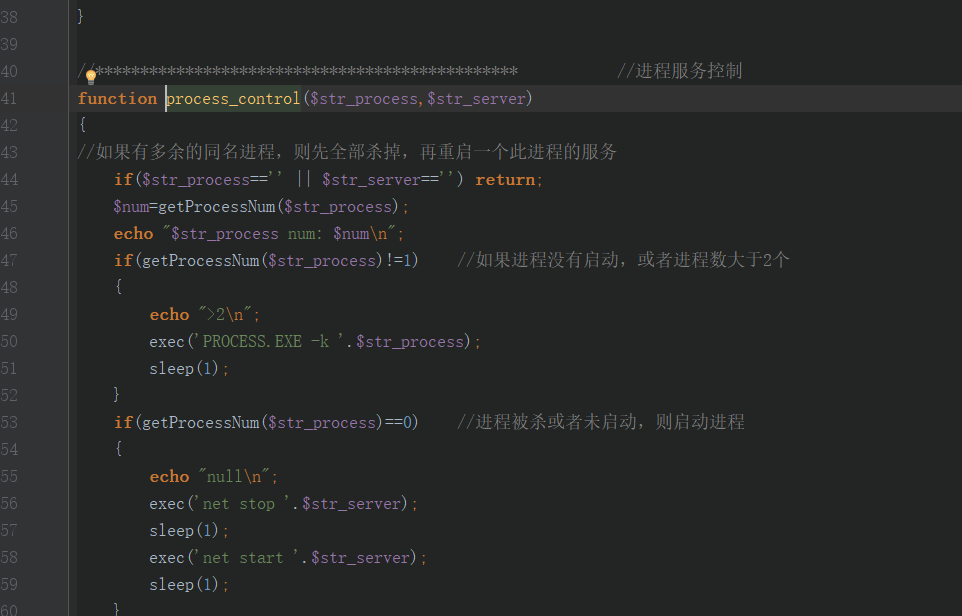 38 }
39
40 //*********************************************** //进程服务控制
41 function process_control($str_process,$str_server)
42 {
43 //如果有多余的同名进程，则先全部杀掉，再重启一个此进程的服务
44 if($str_process=='' || $str_server=='') return;
45 $num=getProcessNum($str_process);
46 echo "$str_process num: $num\n";
47 if(getProcessNum($str_process)!=1) //如果进程没有启动，或者进程数大于2个
48 {
49 echo ">2\n";
50 exec('PROCESS.EXE -k '.$str_process);
51 sleep(1);
52 }
53 if(getProcessNum($str_process)==0) //进程被杀或者未启动，则启动进程
54 {
55 echo "null\n";
56 exec('net stop '.$str_server);
57 sleep(1);
58 exec('net start '.$str_server);
59 sleep(1);
60 }